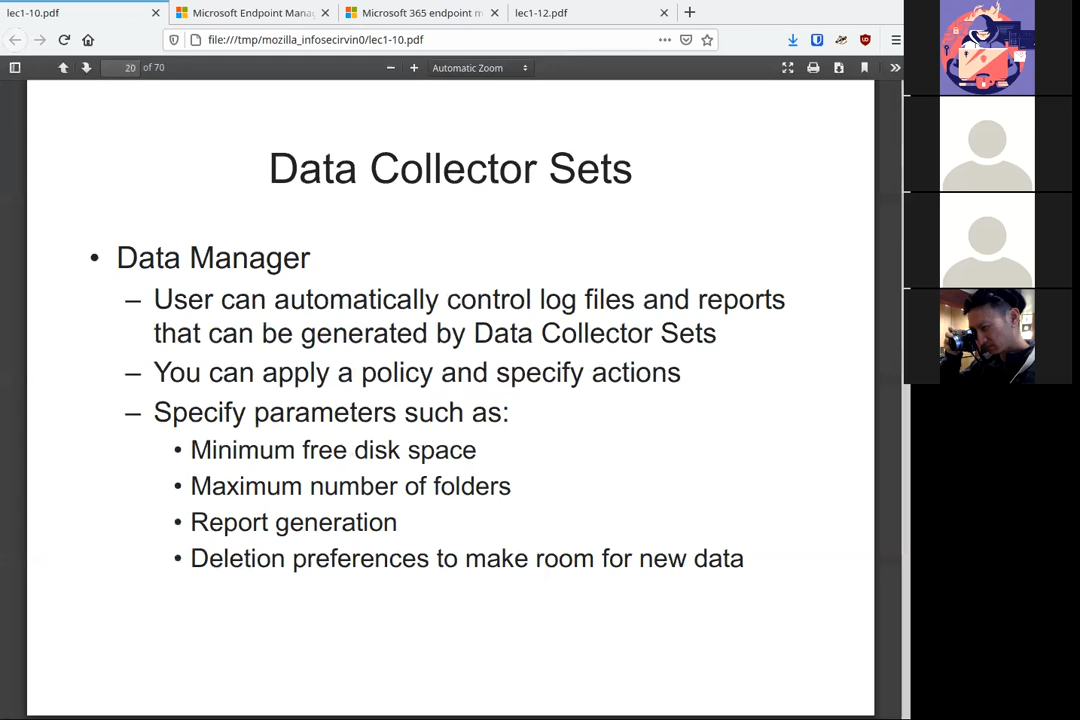 lec1-10.pdf
Microsoft Endpoint Mana
Microsoft 365 endpoint m
lec1-12.pdf
file:///tmp/mozilla_infosecirvin0/lec1-10.pdf
20 of 70
Automatic Zoom
Data Collector Sets
• Data Manager
– User can automatically control log files and reports
that can be generated by Data Collector Sets
– You can apply a policy and specify actions
– Specify parameters such as:
• Minimum free disk space
• Maximum number of folders
• Report generation
• Deletion preferences to make room for new data